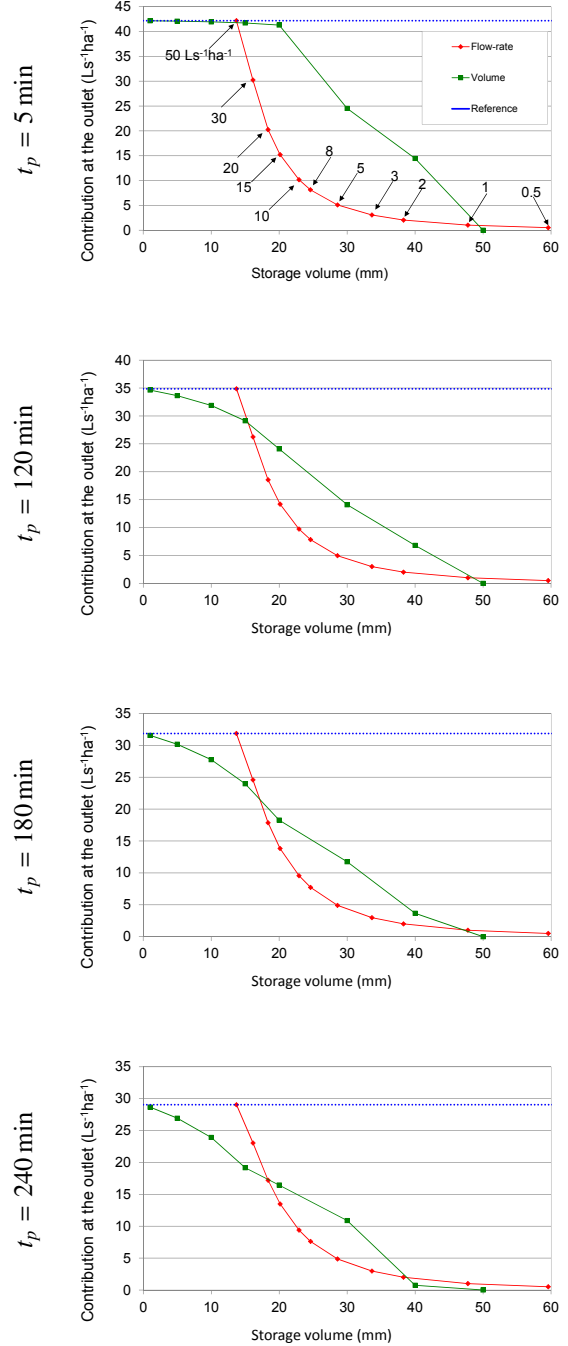 t_p = 5 min
Contribution at the outlet (Ls⁻¹ha⁻¹)
45
40
35
30
25
20
15
10
5
0
50 Ls⁻¹ha⁻¹
30
20
15
10
8
5
3
2
1
0.5
Flow-rate
Volume
Reference
0 10 20 30 40 50 60
Storage volume (mm)
t_p = 120 min
Contribution at the outlet (Ls⁻¹ha⁻¹)
40
35
30
25
20
15
10
5
0
0 10 20 30 40 50 60
Storage volume (mm)
t_p = 180 min
Contribution at the outlet (Ls⁻¹ha⁻¹)
35
30
25
20
15
10
5
0
0 10 20 30 40 50 60
Storage volume (mm)
t_p = 240 min
Contribution at the outlet (Ls⁻¹ha⁻¹)
35
30
25
20
15
10
5
0
0 10 20 30 40 50 60
Storage volume (mm)